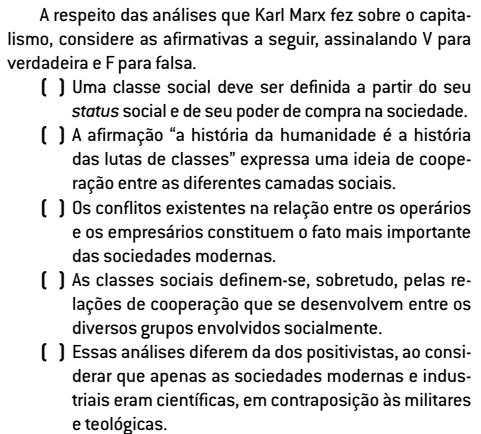 A respeito das análises que Karl Marx fez sobre o capita-
lismo, considere as afirmativas a seguir, assinalando V para
verdadeira e F para falsa.
( ) Uma classe social deve ser definida a partir do seu
status social e de seu poder de compra na sociedade.
( ) A afirmação “a história da humanidade é a história
das lutas de classes” expressa uma ideia de coope-
ração entre as diferentes camadas sociais.
( ) Os conflitos existentes na relação entre os operários
e os empresários constituem o fato mais importante
das sociedades modernas.
( ) As classes sociais definem-se, sobretudo, pelas re-
lações de cooperação que se desenvolvem entre os
diversos grupos envolvidos socialmente.
( ) Essas análises diferem da dos positivistas, ao consi-
derar que apenas as sociedades modernas e indus-
triais eram científicas, em contraposição às militares
e teológicas.